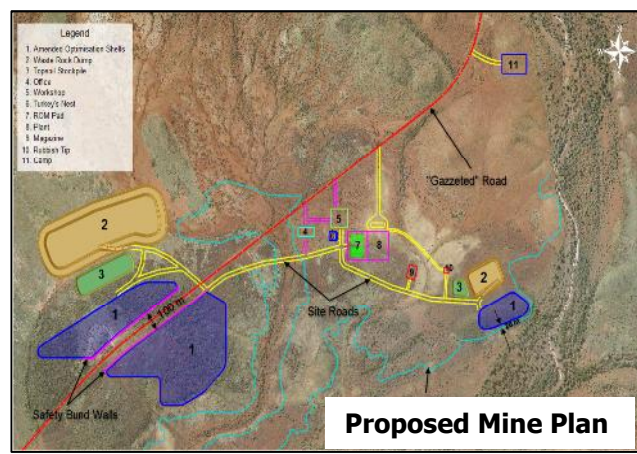 Legend
1. Amended Optimisation Shells
2. Waste Rock Dump
3. Topsoil Stockpile
4. Office
5. Workshop
6. Turkey's Nest
7. ROM Pad
8. Plant
9. Magazine
10. Rubbish Tip
11. Camp
11
"Gazzeted" Road
2
5
4
7
8
3
9
10
2
3
1
1
100 m
1
Site Roads
Safety Bund Walls
Proposed Mine Plan